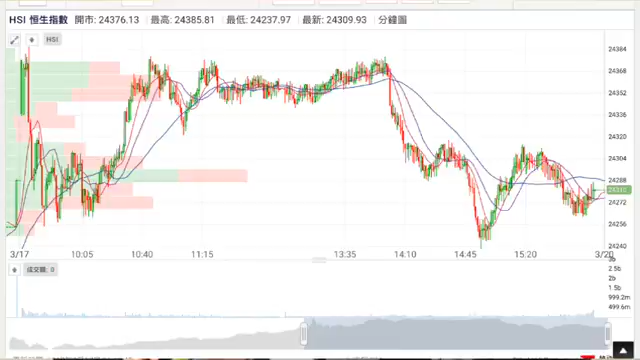 HSI 恒生指數 開市: 24376.13 最高: 24385.81 最低: 24237.97 最新: 24309.93 分鐘圖
HSI
24384
24368
24352
24336
24320
24304
24288
24272
24256
24240
3/17 10:05 10:40 11:15 13:35 14:10 14:45 15:20 3/20
成交額: 0
3b
2.5b
2b
1.5b
999.2m
499.6m